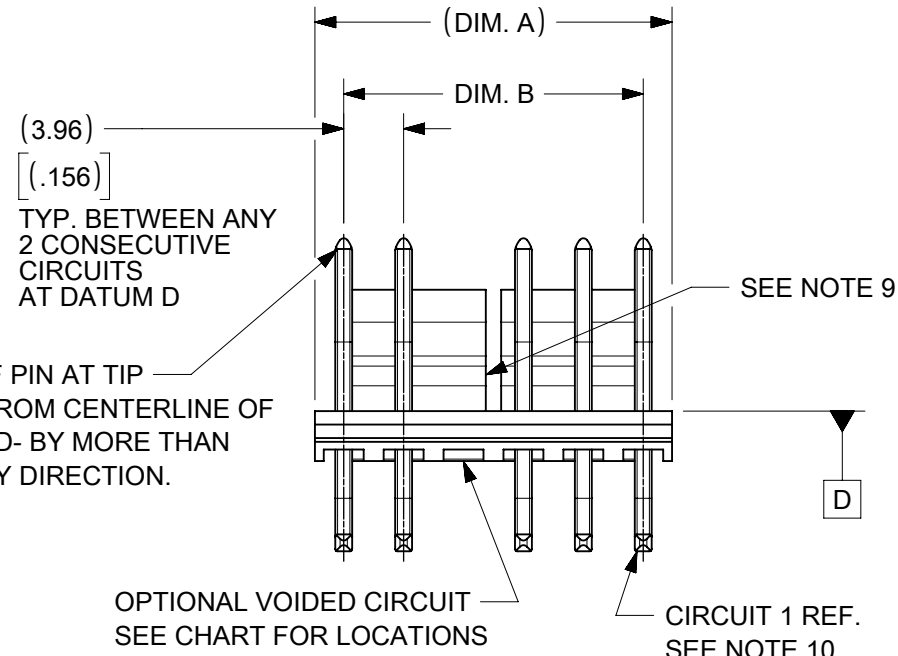 (DIM. A)
DIM. B
(3.96)
[(.156)]
TYP. BETWEEN ANY
2 CONSECUTIVE
CIRCUITS
AT DATUM D
SEE NOTE 9
PIN AT TIP
FROM CENTERLINE OF
D- BY MORE THAN
Y DIRECTION.
D
OPTIONAL VOIDED CIRCUIT
SEE CHART FOR LOCATIONS
CIRCUIT 1 REF.
SEE NOTE 10